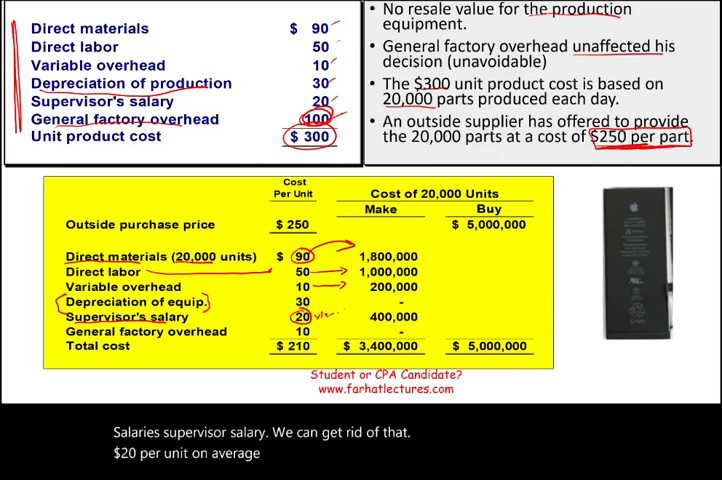 Direct materials $ 90
Direct labor 50
Variable overhead 10
Depreciation of production 30
Supervisor's salary 20
General factory overhead 100
Unit product cost $ 300
• No resale value for the production
equipment.
• General factory overhead unaffected his
decision (unavoidable)
• The $300 unit product cost is based on
20,000 parts produced each day.
• An outside supplier has offered to provide
the 20,000 parts at a cost of $250 per part.
Cost
Per Unit Cost of 20,000 Units
Make Buy
Outside purchase price $ 250 $ 5,000,000
Direct materials (20,000 units) $ 90 1,800,000
Direct labor 50 1,000,000
Variable overhead 10 200,000
Depreciation of equip. 30 -
Supervisor's salary 20 400,000
General factory overhead 10 -
Total cost $ 210 $ 3,400,000 $ 5,000,000
Student or CPA Candidate?
www.farhatlectures.com
Salaries supervisor salary. We can get rid of that.
$20 per unit on average